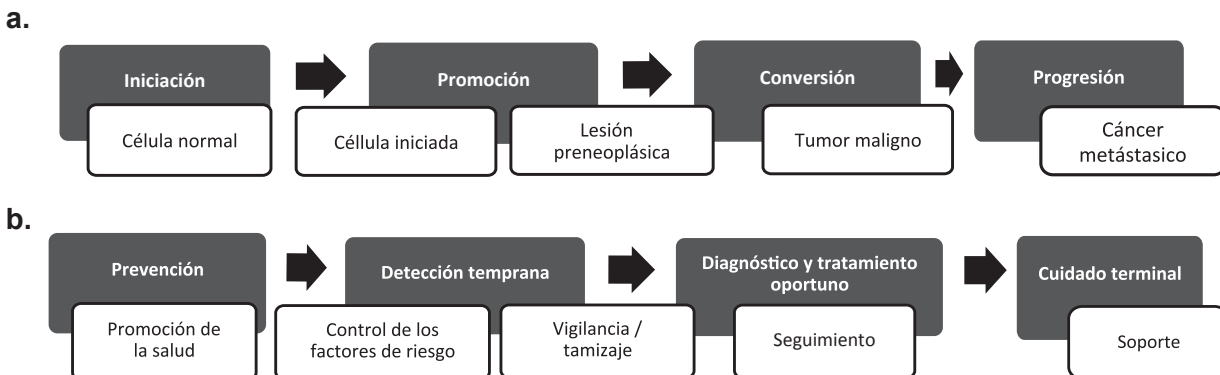 a.
Iniciación
Célula normal
Promoción
Céllula iniciada
Lesión
preneoplásica
Conversión
Tumor maligno
Progresión
Cáncer
metástasico
b.
Prevención
Promoción de
la salud
Detección temprana
Control de los
factores de riesgo
Vigilancia /
tamizaje
Diagnóstico y tratamiento
oportuno
Seguimiento
Cuidado terminal
Soporte